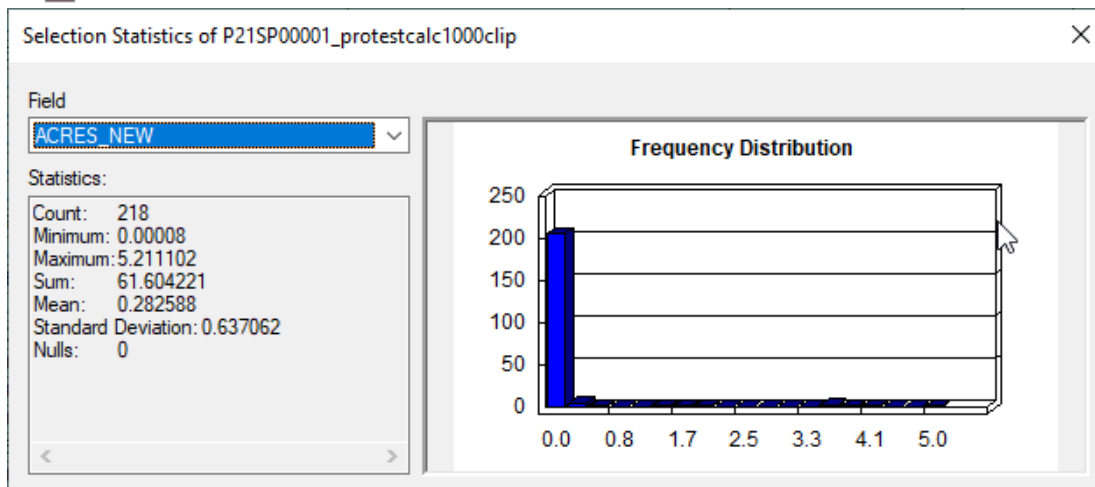 Selection Statistics of P21SP00001_protestcalc1000clip
Field
ACRES_NEW
Statistics:
Count: 218
Minimum: 0.00008
Maximum: 5.211102
Sum: 61.604221
Mean: 0.282588
Standard Deviation: 0.637062
Nulls: 0
Frequency Distribution
250
200
150
100
50
0
0.0 0.8 1.7 2.5 3.3 4.1 5.0